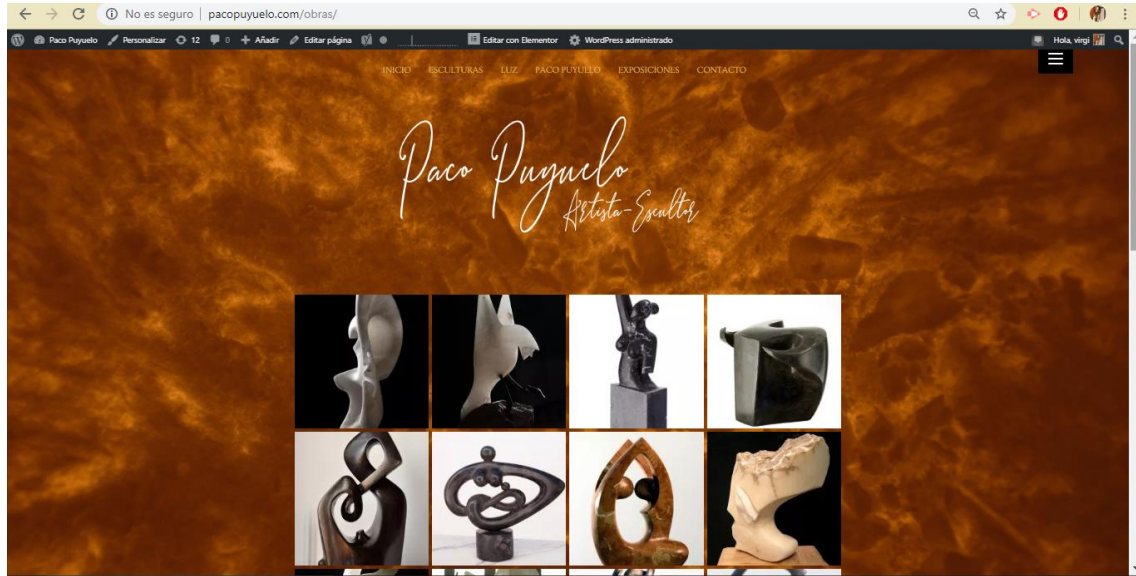 No es seguro | pacopuyuelo.com/obras/
Paco Puyuelo Personalizar 12 0 Añadir Editar página Editar con Elementor WordPress administrado Hola, virgi
INICIO ESCULTURAS LUZ PACO PUYUELO EXPOSICIONES CONTACTO
Paco Puyuelo
Artista-Escultor